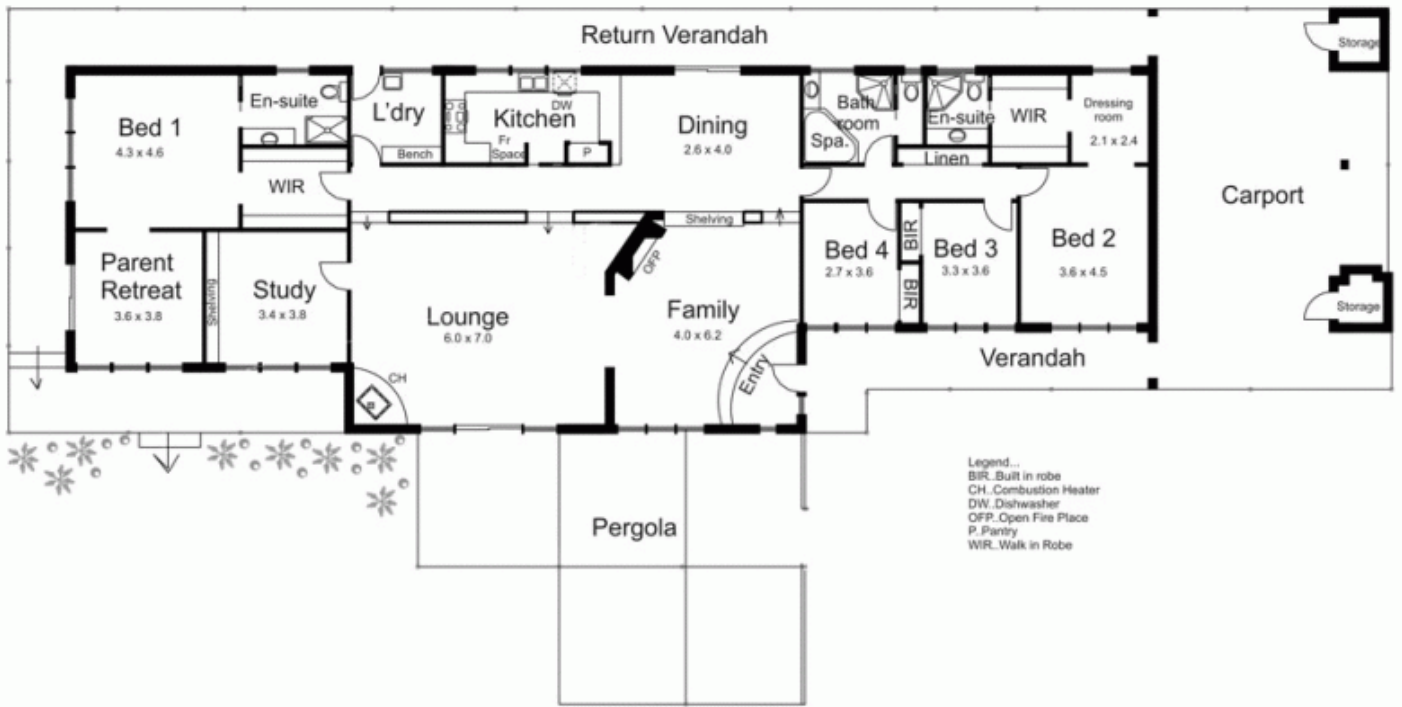 Return Verandah
Storage
Bed 1
4.3 x 4.6
En-suite
L'dry
Bench
Kitchen
DW
Fr
Space
P
Dining
2.6 x 4.0
Bath
room
Spa.
En-suite
WIR
Dressing
room
2.1 x 2.4
Linen
WIR
Carport
Shelving
OFP
Parent
Retreat
3.6 x 3.8
Shelving
Study
3.4 x 3.8
Lounge
6.0 x 7.0
CH
Family
4.0 x 6.2
Entry
Bed 4
2.7 x 3.6
BIR
BIR
Bed 3
3.3 x 3.6
Bed 2
3.6 x 4.5
Storage
Verandah
Pergola
Legend...
BIR..Built in robe
CH..Combustion Heater
DW..Dishwasher
OFP..Open Fire Place
P..Pantry
WIR..Walk in Robe